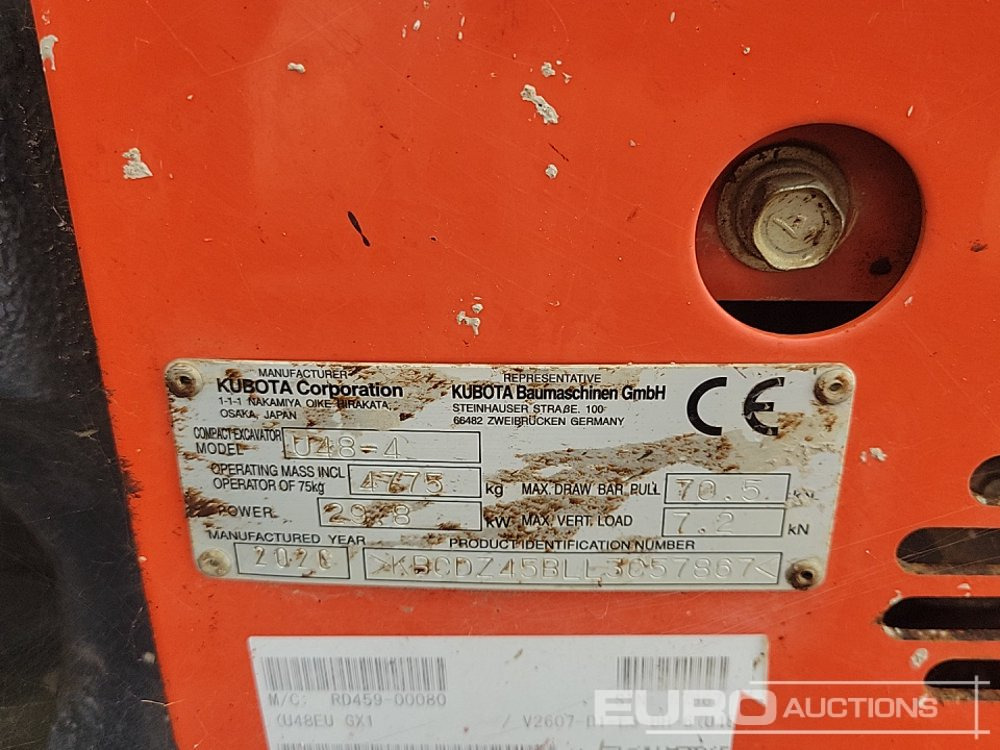 MANUFACTURER
KUBOTA Corporation
1-1-1 NAKAMIYA OIKE HIRAKATA,
OSAKA, JAPAN
REPRESENTATIVE
KUBOTA Baumaschinen GmbH
STEINHAUSER STRAßE. 100
66482 ZWEIBRÜCKEN GERMANY
CE
COMPACT EXCAVATOR
MODEL U48-4
OPERATING MASS INCL
OPERATOR OF 75kg 4775 kg
MAX. DRAW BAR PULL 70.5 kN
POWER 29.8 kW
MAX. VERT. LOAD 7.2 kN
MANUFACTURED YEAR
2020
PRODUCT IDENTIFICATION NUMBER
>KBCDZ45BLL3C57867<
M/C: RD459-00080
(U48EU GX1 / V2607
EURO AUCTIONS